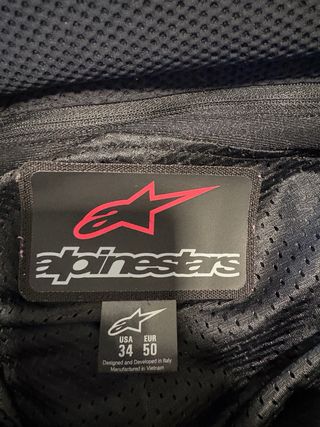 alpinestars
USA EUR
34 50
Designed and Developed in Italy
Manufactured in Vietnam